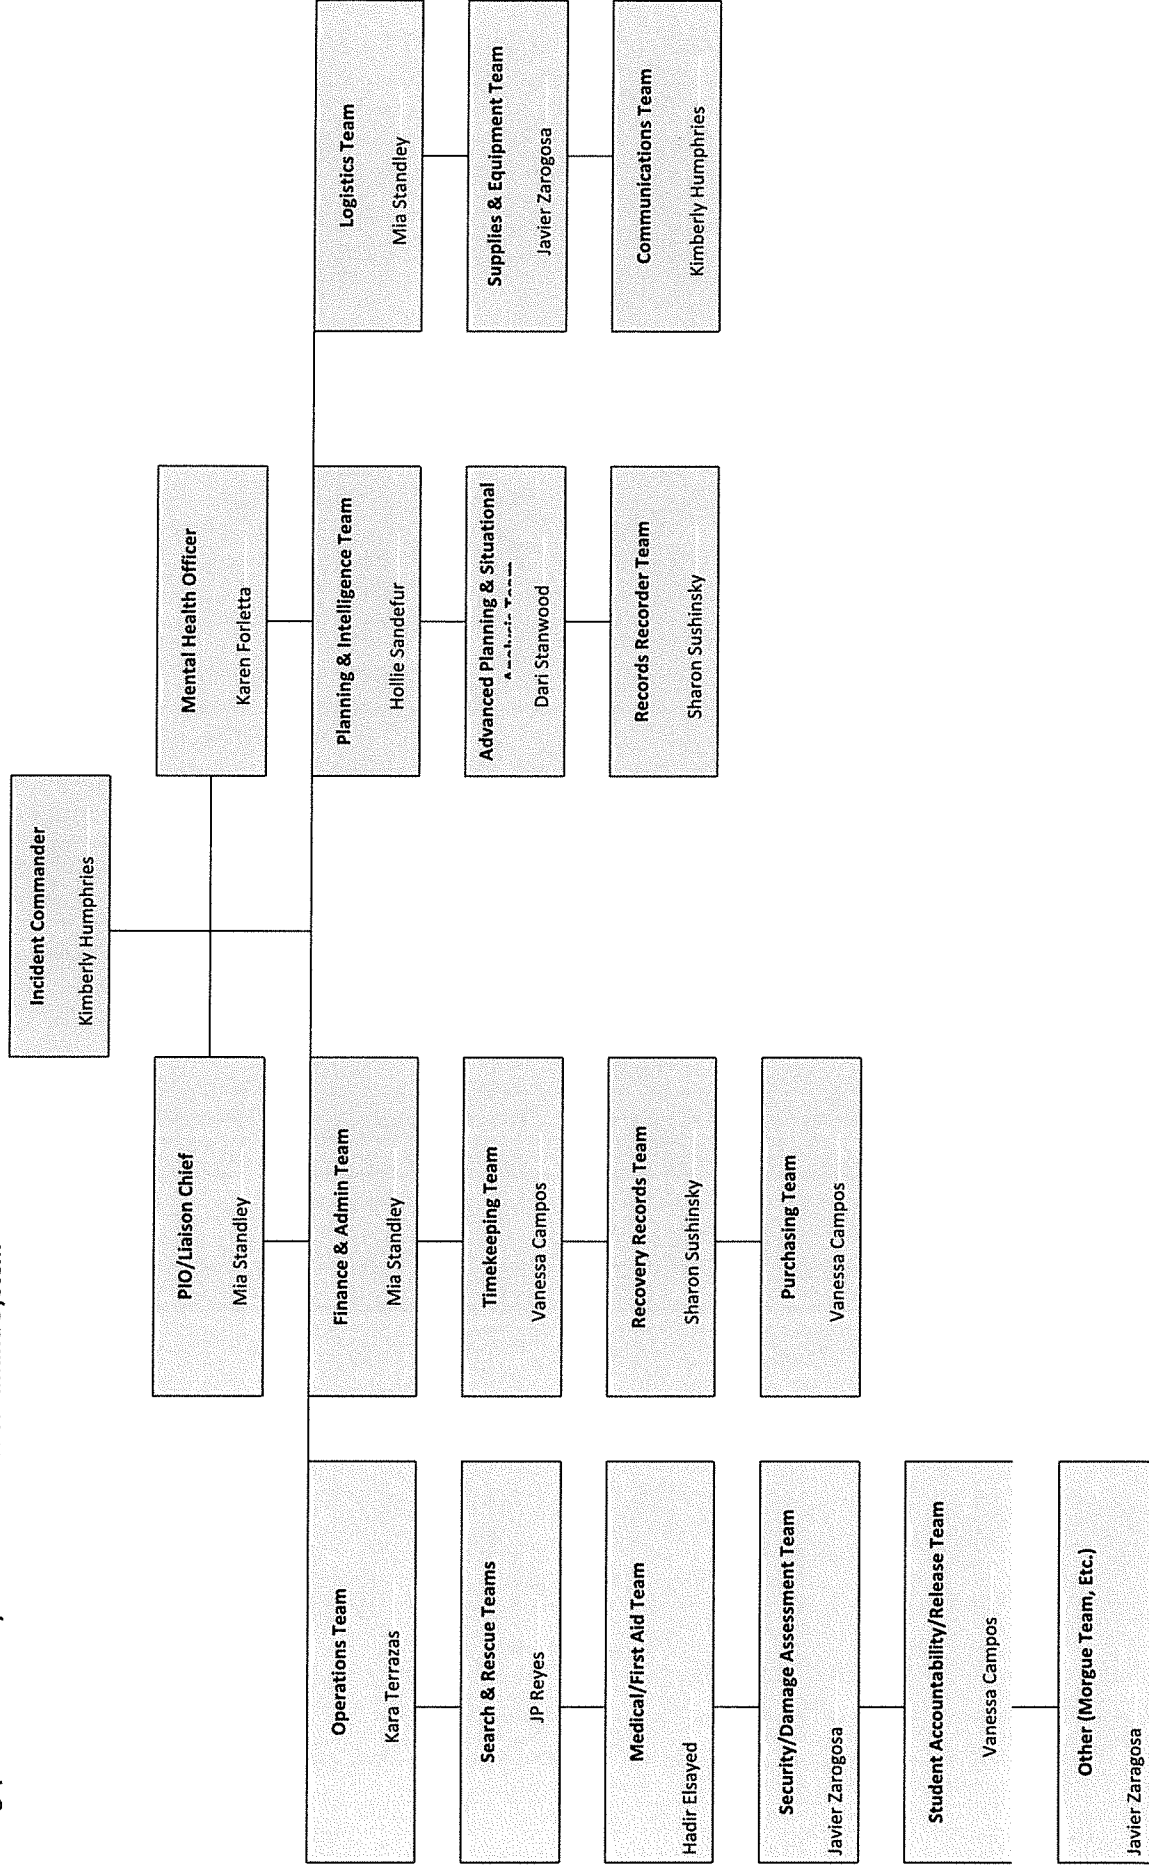 Incident Commander
Kimberly Humphries
PIO/Liaison Chief
Mia Standley
Mental Health Officer
Karen Forletta
Operations Team
Kara Terrazas
Finance & Admin Team
Mia Standley
Planning & Intelligence Team
Hollie Sandefur
Logistics Team
Mia Standley
Search & Rescue Teams
JP Reyes
Timekeeping Team
Vanessa Campos
Advanced Planning & Situational
Dari Stanwood
Supplies & Equipment Team
Javier Zarogosa
Medical/First Aid Team
Hadir Elsayed
Recovery Records Team
Sharon Sushinsky
Records Recorder Team
Sharon Sushinsky
Communications Team
Kimberly Humphries
Security/Damage Assessment Team
Javier Zarogosa
Purchasing Team
Vanessa Campos
Student Accountability/Release Team
Vanessa Campos
Other (Morgue Team, Etc.)
Javier Zaragosa